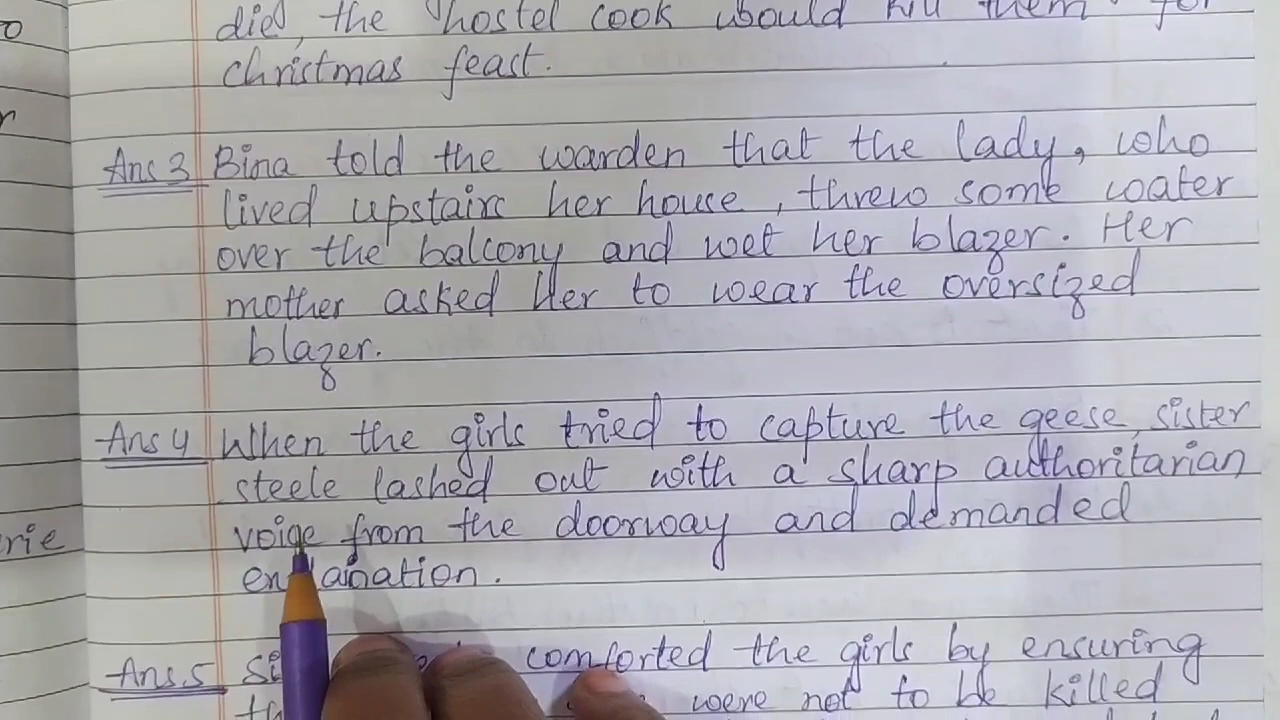 died, the hostel cook would kill them for
christmas feast.
Ans 3 Bina told the warden that the lady, who
lived upstairs her house, threw some water
over the balcony and wet her blazer. Her
mother asked Her to wear the oversized
blazer.
Ans 4 When the girls tried to capture the geese, sister
steele lashed out with a sharp authoritarian
voice from the doorway and demanded
rie
Ans.5 comforted the girls by ensuring
were not to be killed